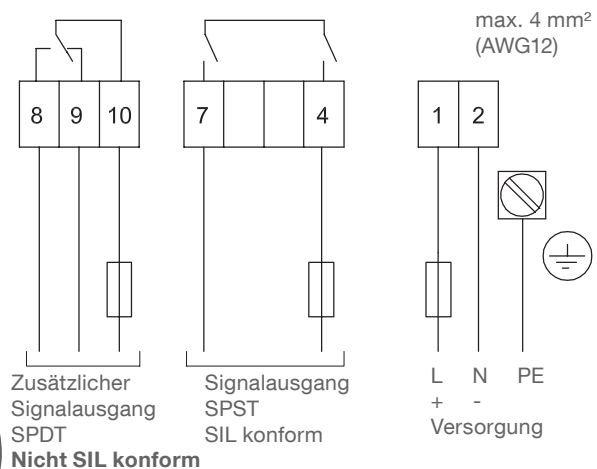 max. 4 mm²
(AWG12)
8 9 10
7 4
1 2
Zusätzlicher
Signalausgang
SPDT
Nicht SIL konform
Signalausgang
SPST
SIL konform
L N PE
+ -
Versorgung